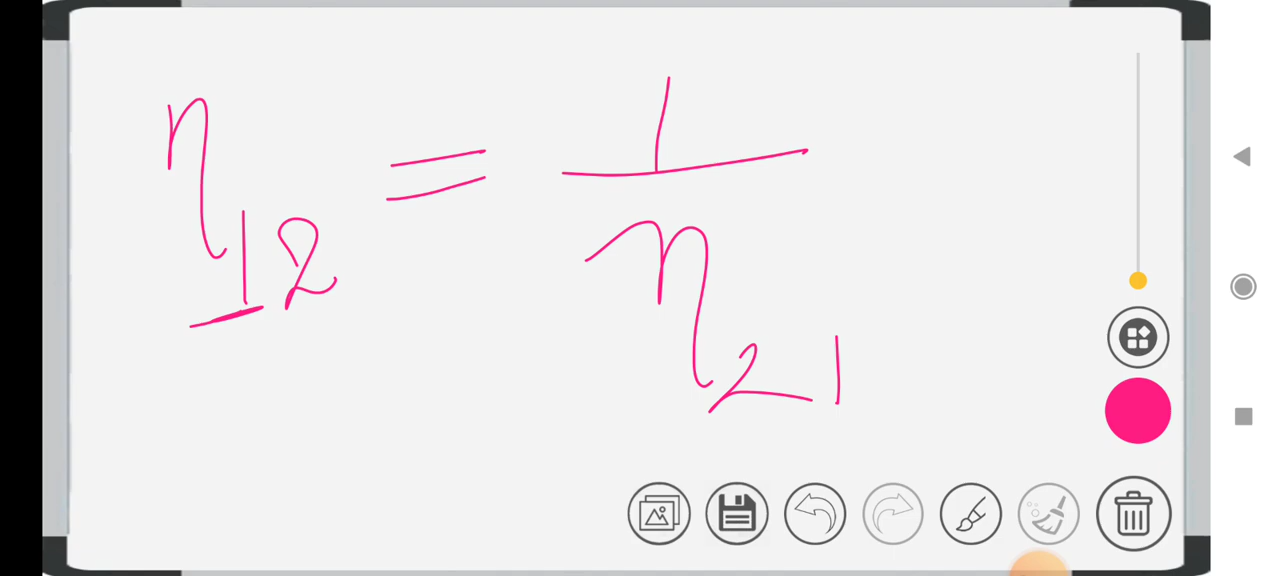 η₁₂ = 1/η₂₁